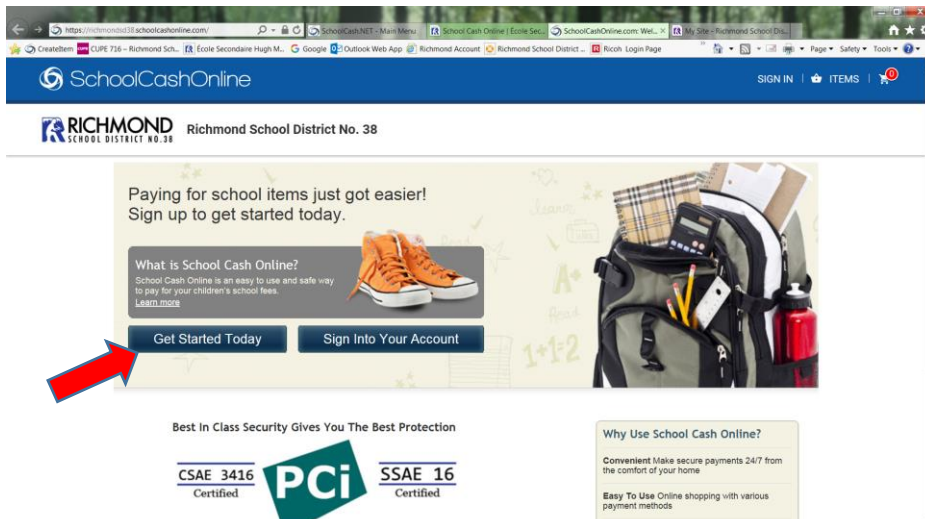 https://richmondsd38.schoolcashonline.com/
SchoolCash.NET - Main Menu
School Cash Online | École Sec...
SchoolCashOnline.com: Wel...
My Site - Richmond School Dis...
CreateItem
CUPE 716 – Richmond Sch...
École Secondaire Hugh M...
Google
Outlook Web App
Richmond Account
Richmond School District ...
Ricoh Login Page
Page
Safety
Tools
SchoolCashOnline
SIGN IN | ITEMS | 0
RICHMOND
SCHOOL DISTRICT NO.38
Richmond School District No. 38
Paying for school items just got easier!
Sign up to get started today.
What is School Cash Online?
School Cash Online is an easy to use and safe way
to pay for your children's school fees.
Learn more
Get Started Today
Sign Into Your Account
Learn
A+
Read
Read
1+1=2
Best In Class Security Gives You The Best Protection
CSAE 3416
Certified
PCi
SSAE 16
Certified
Why Use School Cash Online?
Convenient Make secure payments 24/7 from
the comfort of your home
Easy To Use Online shopping with various
payment methods